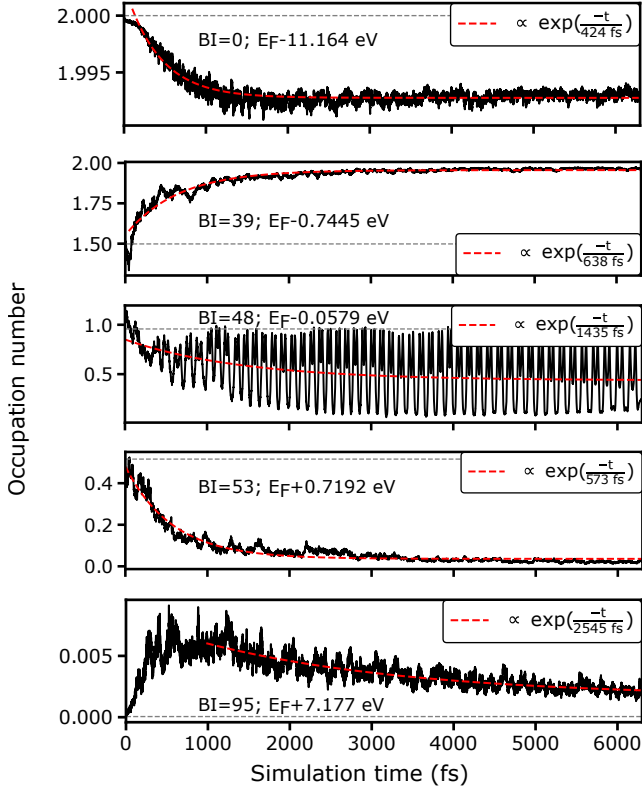 2.000
1.995
BI=0; EF-11.164 eV
∝ exp(-t/424 fs)
2.00
1.75
1.50
BI=39; EF-0.7445 eV
∝ exp(-t/638 fs)
1.0
0.5
BI=48; EF-0.0579 eV
∝ exp(-t/1435 fs)
0.4
0.2
0.0
BI=53; EF+0.7192 eV
∝ exp(-t/573 fs)
0.005
0.000
BI=95; EF+7.177 eV
∝ exp(-t/2545 fs)
0 1000 2000 3000 4000 5000 6000
Simulation time (fs)
Occupation number